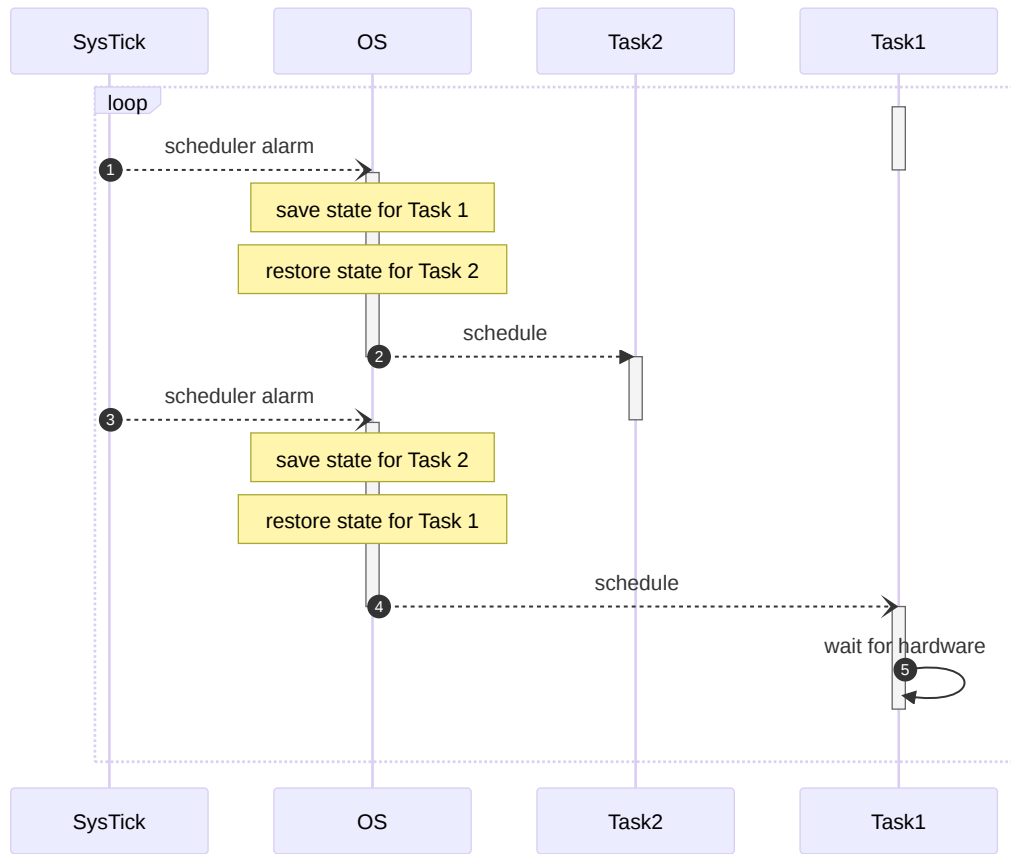 SysTick
OS
Task2
Task1
loop
scheduler alarm
1
save state for Task 1
restore state for Task 2
schedule
2
scheduler alarm
3
save state for Task 2
restore state for Task 1
schedule
4
wait for hardware
5
SysTick
OS
Task2
Task1